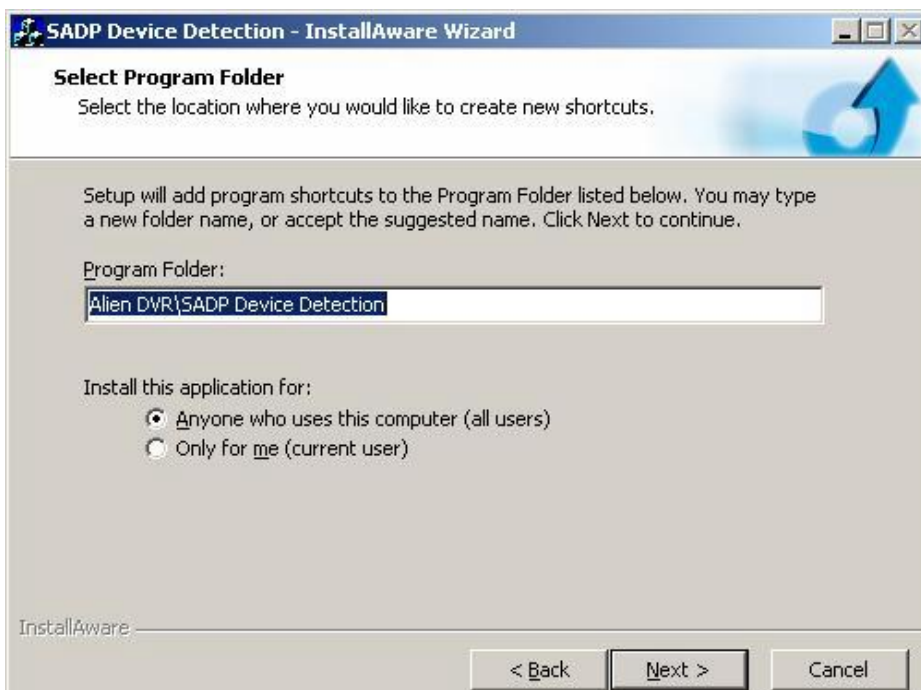 SADP Device Detection - InstallAware Wizard
Select Program Folder
Select the location where you would like to create new shortcuts.
Setup will add program shortcuts to the Program Folder listed below. You may type
a new folder name, or accept the suggested name. Click Next to continue.
Program Folder:
Alien DVR\SADP Device Detection
Install this application for:
Anyone who uses this computer (all users)
Only for me (current user)
InstallAware
< Back Next > Cancel